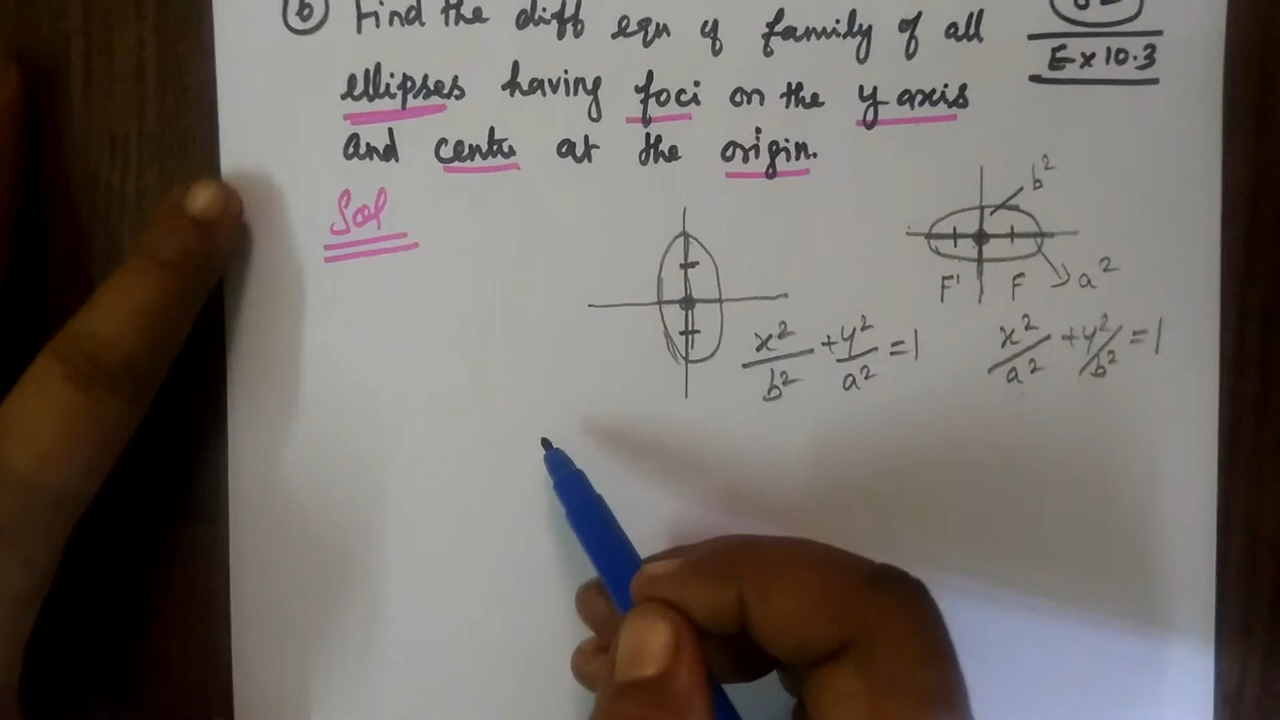 (6) Find the diff eqn of family of all
ellipses having foci on the y axis
and centre at the origin.
Ex 10.3
Sol
b²
a²
F' F
x²/b² + y²/a² = 1
x²/a² + y²/b² = 1